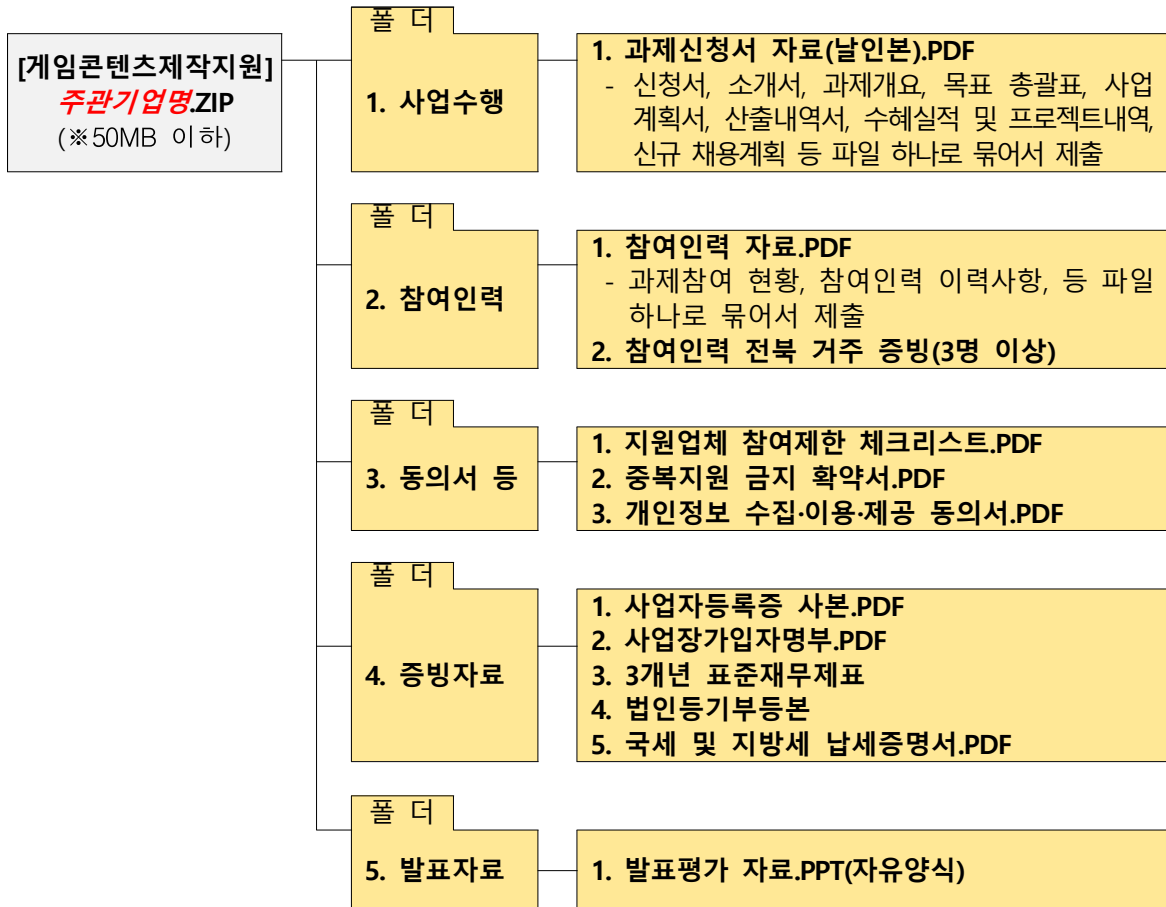 [게임콘텐츠제작지원]
주관기업명.ZIP
(※50MB 이하)
폴 더
1. 사업수행
1. 과제신청서 자료(날인본).PDF
- 신청서, 소개서, 과제개요, 목표 총괄표, 사업
계획서, 산출내역서, 수혜실적 및 프로젝트내역,
신규 채용계획 등 파일 하나로 묶어서 제출
폴 더
2. 참여인력
1. 참여인력 자료.PDF
- 과제참여 현황, 참여인력 이력사항, 등 파일
하나로 묶어서 제출
2. 참여인력 전북 거주 증빙(3명 이상)
폴 더
3. 동의서 등
1. 지원업체 참여제한 체크리스트.PDF
2. 중복지원 금지 확약서.PDF
3. 개인정보 수집·이용·제공 동의서.PDF
폴 더
4. 증빙자료
1. 사업자등록증 사본.PDF
2. 사업장가입자명부.PDF
3. 3개년 표준재무제표
4. 법인등기부등본
5. 국세 및 지방세 납세증명서.PDF
폴 더
5. 발표자료
1. 발표평가 자료.PPT(자유양식)